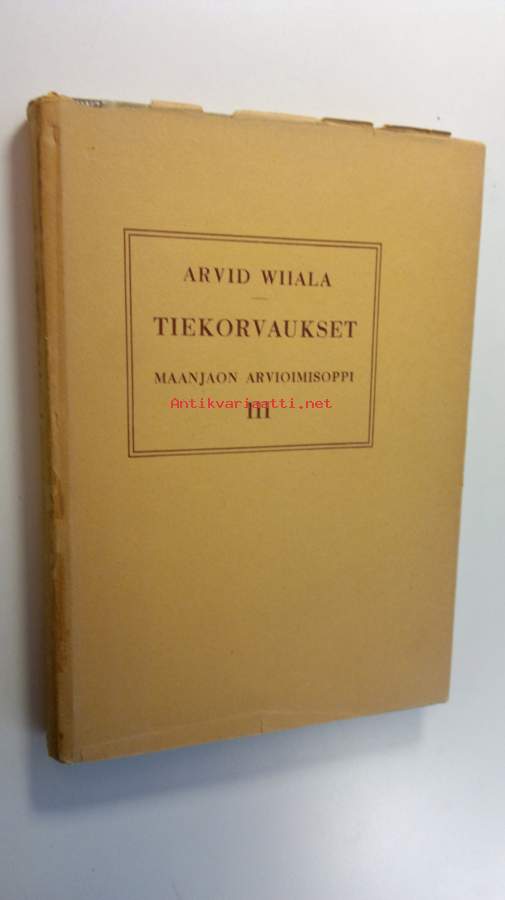 ARVID WIIALA
TIEKORVAUKSET
MAANJAON ARVIOIMISOPPI
Antikvariaatti.net
III